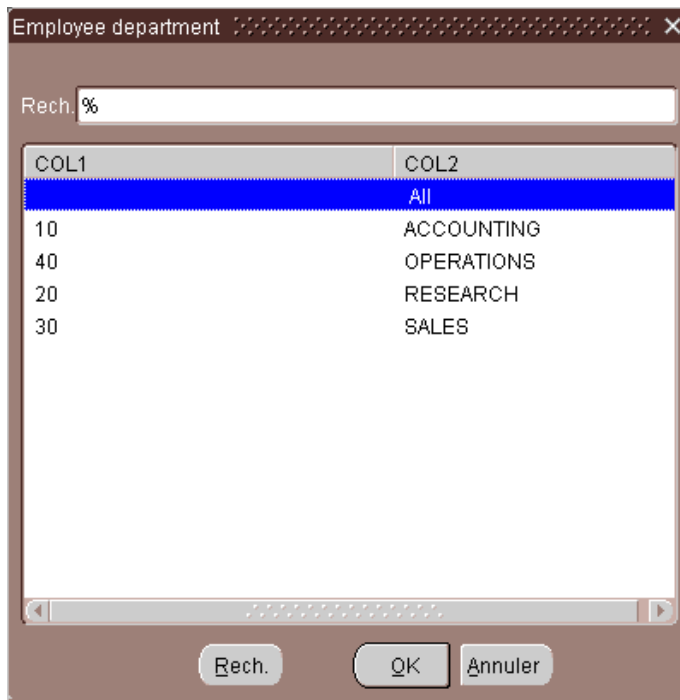 Employee department
Rech. %
COL1 COL2
All
10 ACCOUNTING
40 OPERATIONS
20 RESEARCH
30 SALES
Rech. OK Annuler